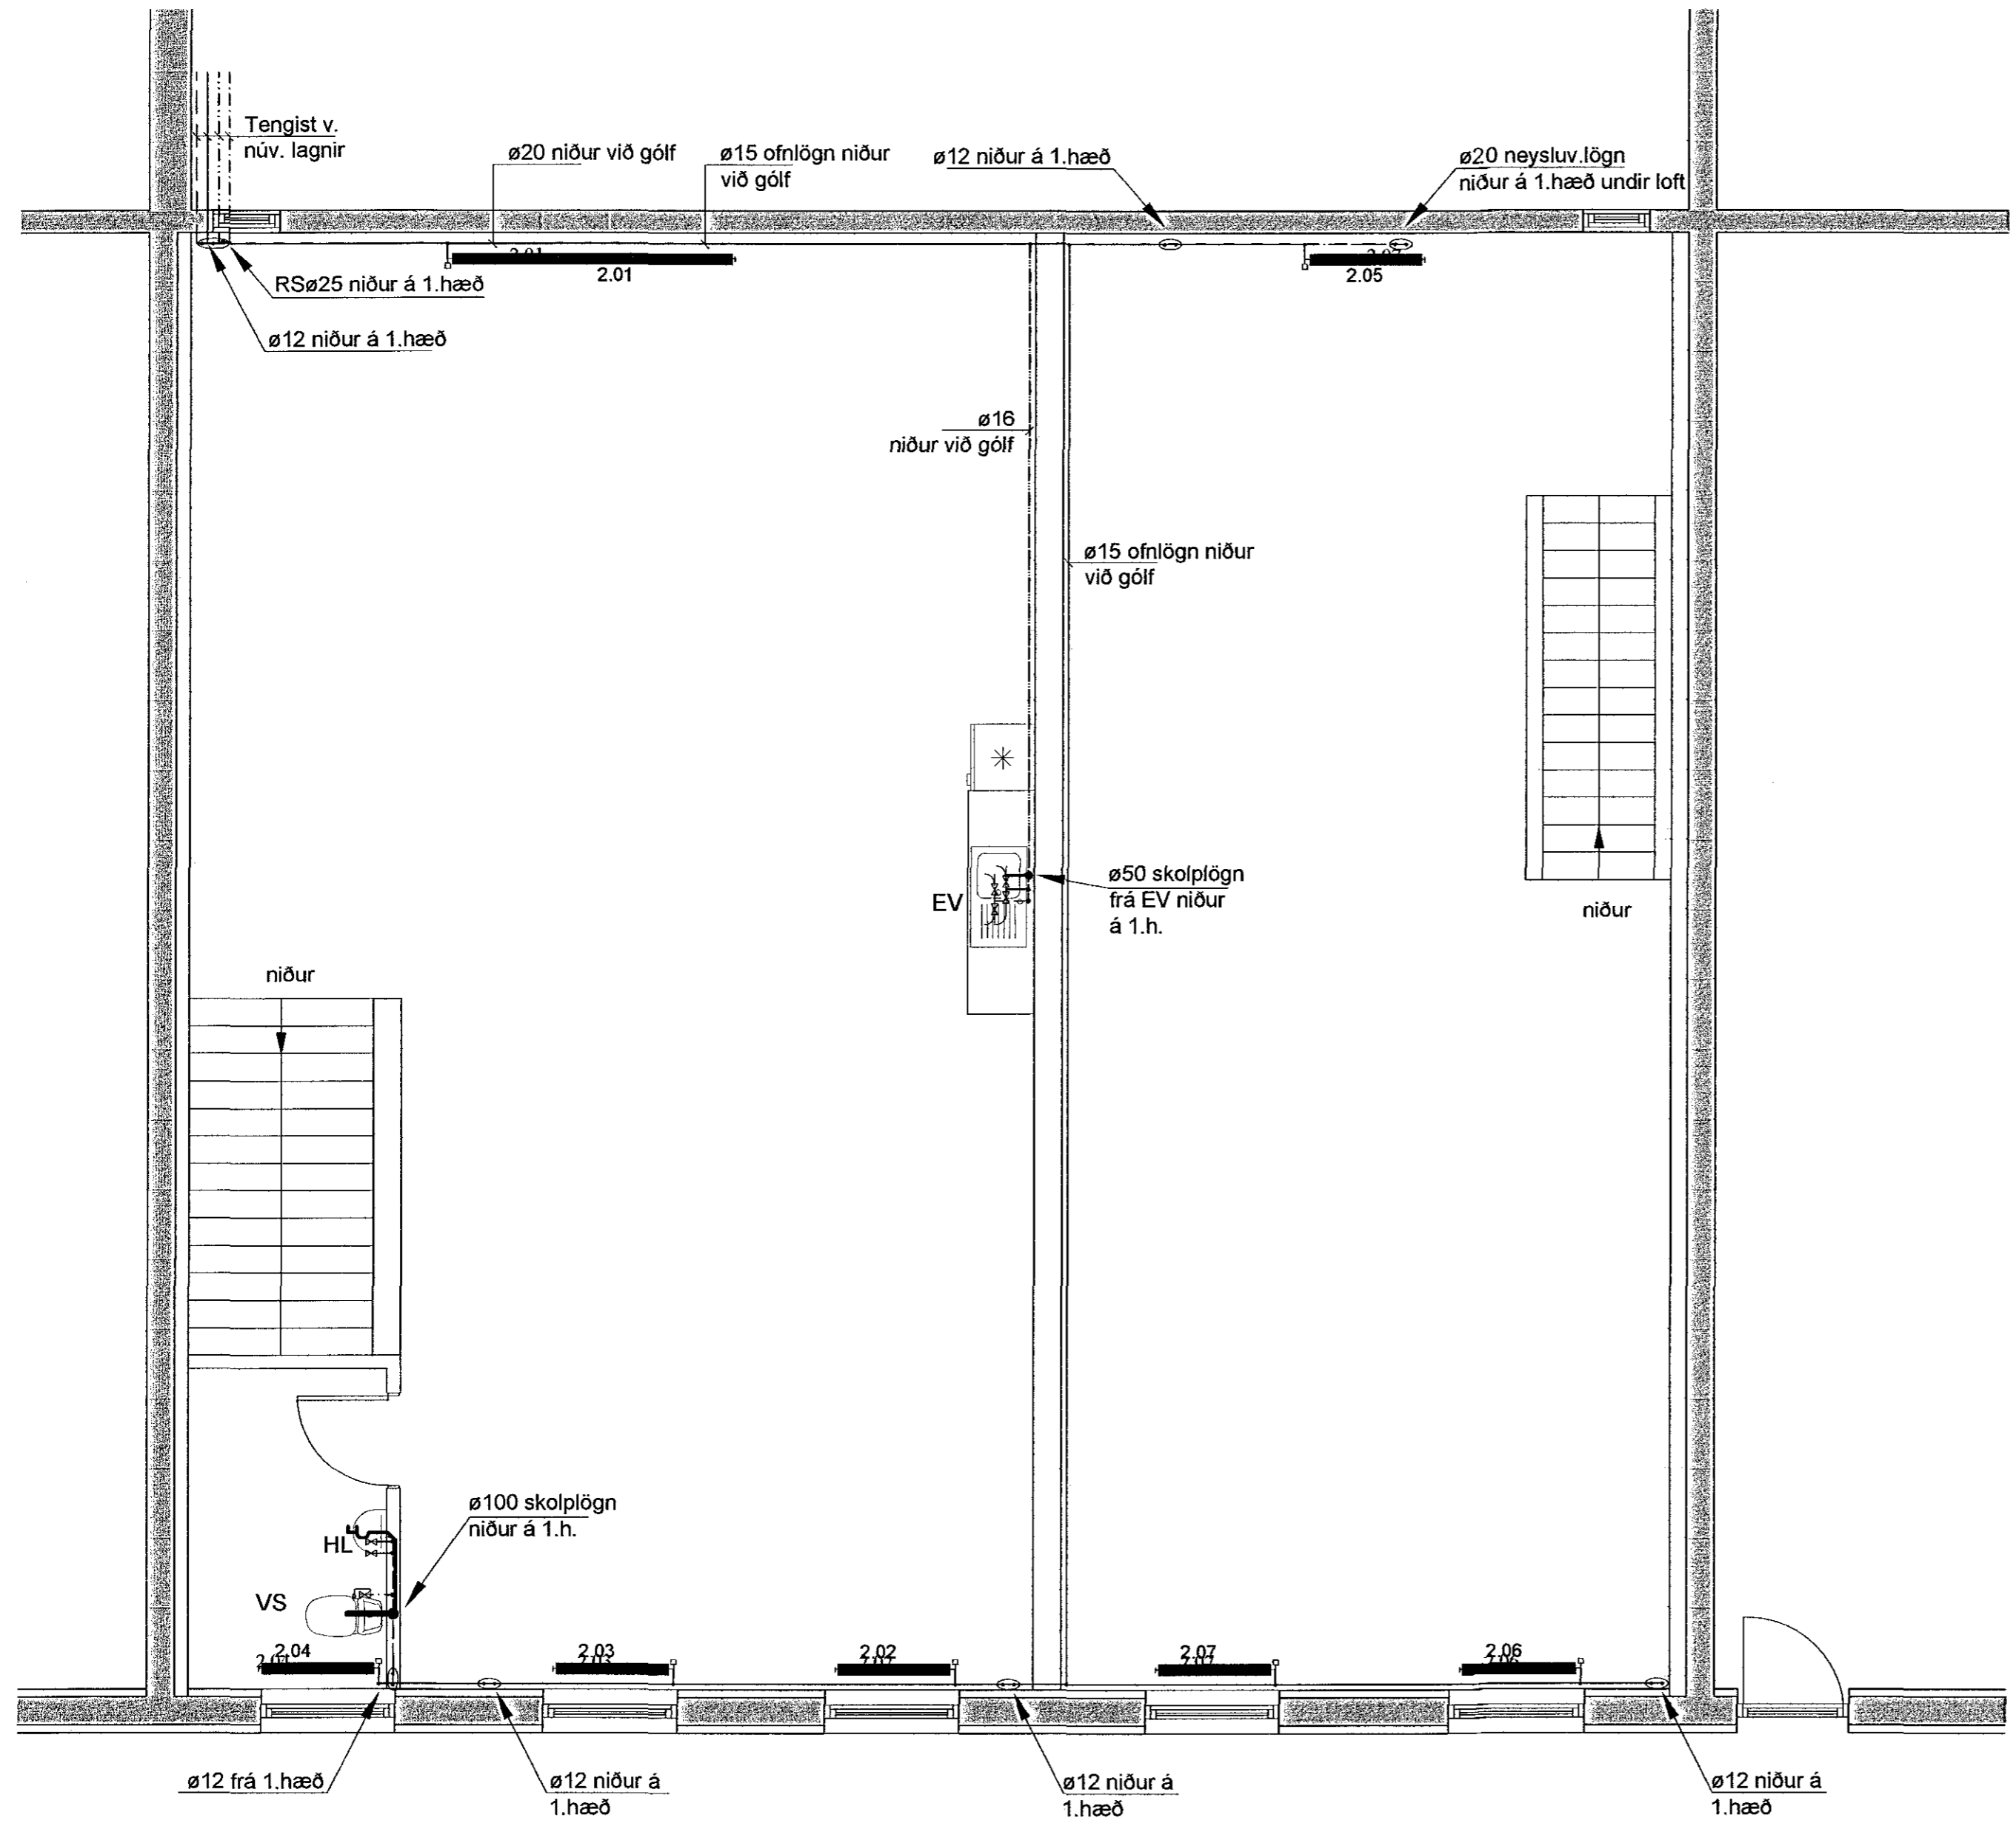 Tengist v.
núv. lagnir
ø20 niður við gólf
ø15 ofnlögn niður
við gólf
ø12 niður á 1.hæð
ø20 neysluv.lögn
niður á 1.hæð undir loft
2.01
2.05
RSø25 niður á 1.hæð
ø12 niður á 1.hæð
ø16
niður við gólf
ø15 ofnlögn niður
við gólf
EV
ø50 skolplögn
frá EV niður
á 1.h.
niður
niður
ø100 skolplögn
niður á 1.h.
HL
VS
2.04
2.03
2.02
2.07
2.06
ø12 frá 1.hæð
ø12 niður á
1.hæð
ø12 niður á
1.hæð
ø12 niður á
1.hæð